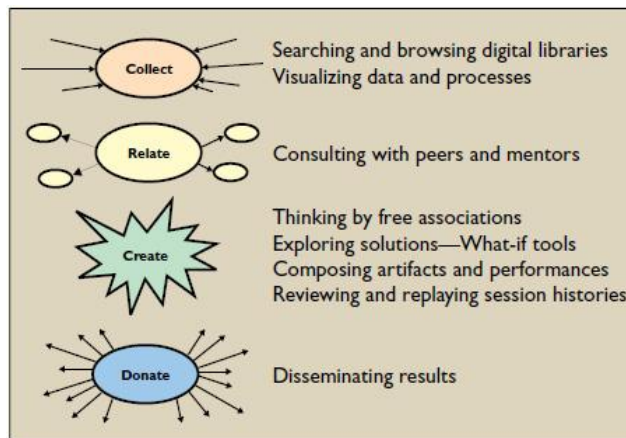 Collect
Searching and browsing digital libraries
Visualizing data and processes
Relate
Consulting with peers and mentors
Create
Thinking by free associations
Exploring solutions—What-if tools
Composing artifacts and performances
Reviewing and replaying session histories
Donate
Disseminating results